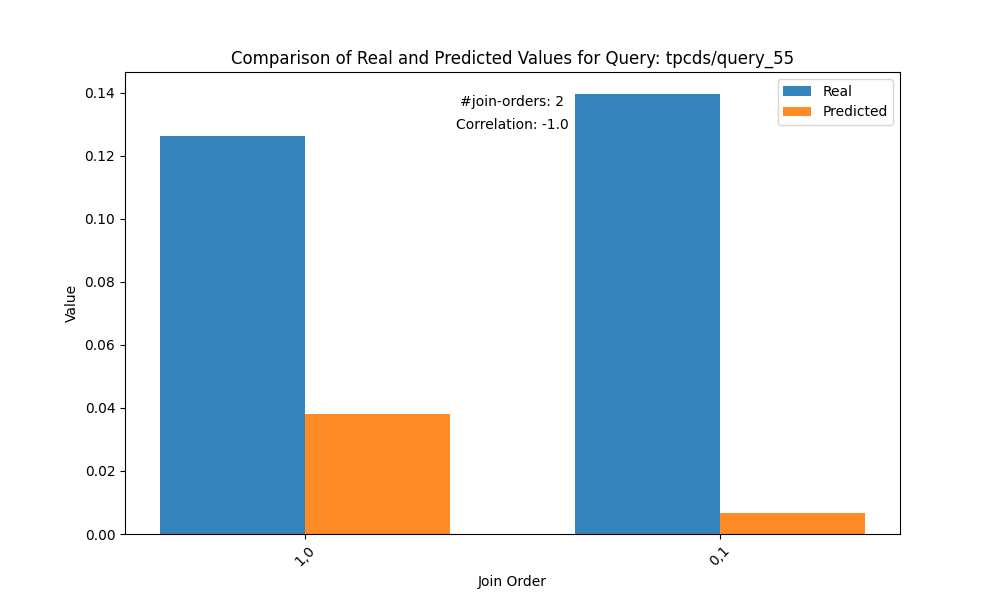 Comparison of Real and Predicted Values for Query: tpcds/query_55
#join-orders: 2
Correlation: -1.0
Real
Predicted
0.14
0.12
0.10
0.08
0.06
0.04
0.02
0.00
Value
1,0
0,1
Join Order